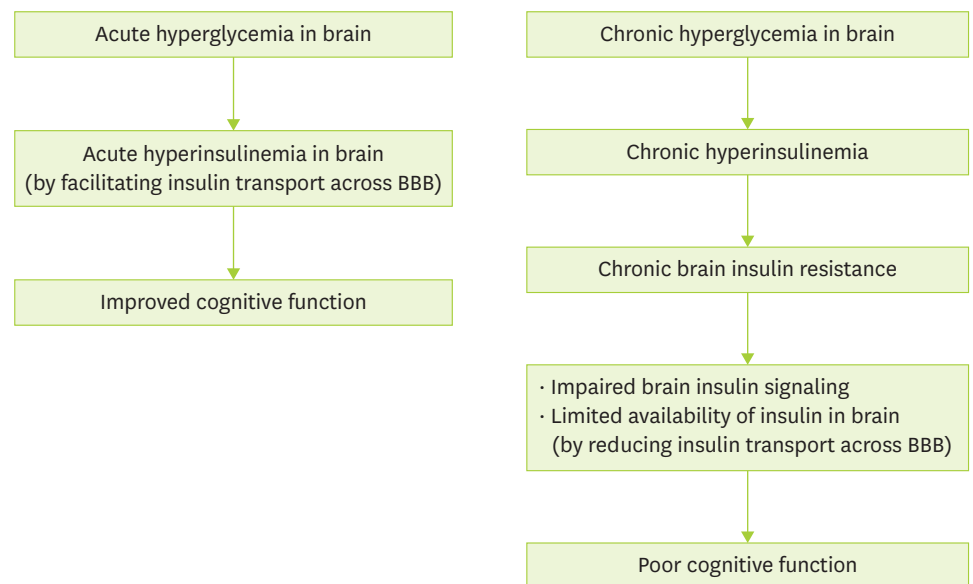 Acute hyperglycemia in brain
Acute hyperinsulinemia in brain
(by facilitating insulin transport across BBB)
Improved cognitive function
Chronic hyperglycemia in brain
Chronic hyperinsulinemia
Chronic brain insulin resistance
· Impaired brain insulin signaling
· Limited availability of insulin in brain
(by reducing insulin transport across BBB)
Poor cognitive function